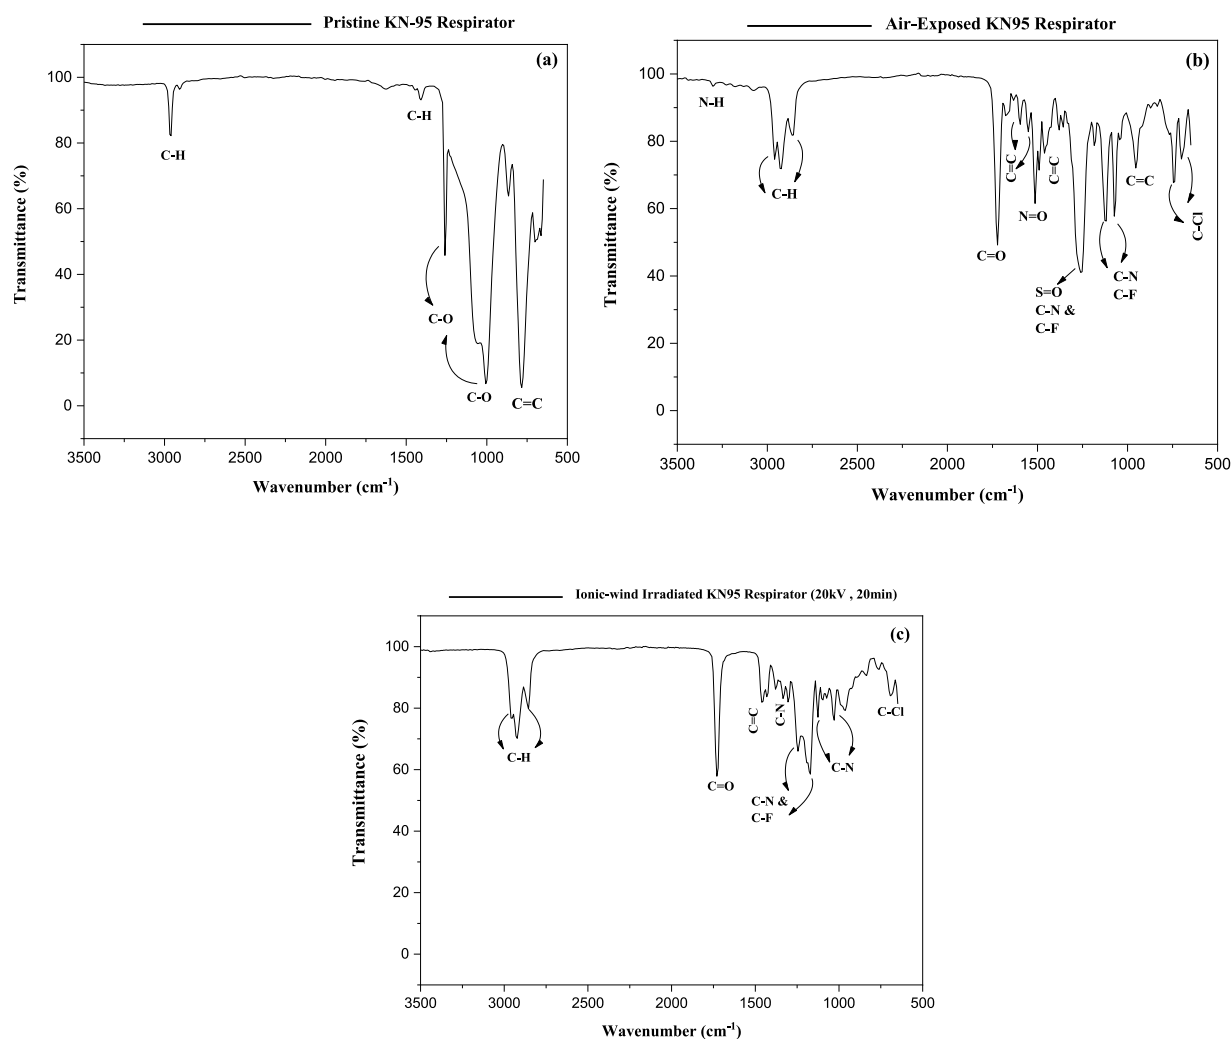 Pristine KN-95 Respirator
(a)
Transmittance (%)
100
80
60
40
20
0
C-H
C-H
C-O
C-O
C=C
3500
3000
2500
2000
1500
1000
500
Wavenumber (cm⁻¹)
Air-Exposed KN95 Respirator
(b)
Transmittance (%)
100
80
60
40
20
0
N-H
C-H
C=O
C=C
N=O
C=C
S=O
C-N &
C-F
C-N
C-F
C=C
C-Cl
3500
3000
2500
2000
1500
1000
500
Wavenumber (cm⁻¹)
Ionic-wind Irradiated KN95 Respirator (20kV , 20min)
(c)
Transmittance (%)
100
80
60
40
20
0
C-H
C=O
C=C
C-N
C-N &
C-F
C-N
C-Cl
3500
3000
2500
2000
1500
1000
500
Wavenumber (cm⁻¹)